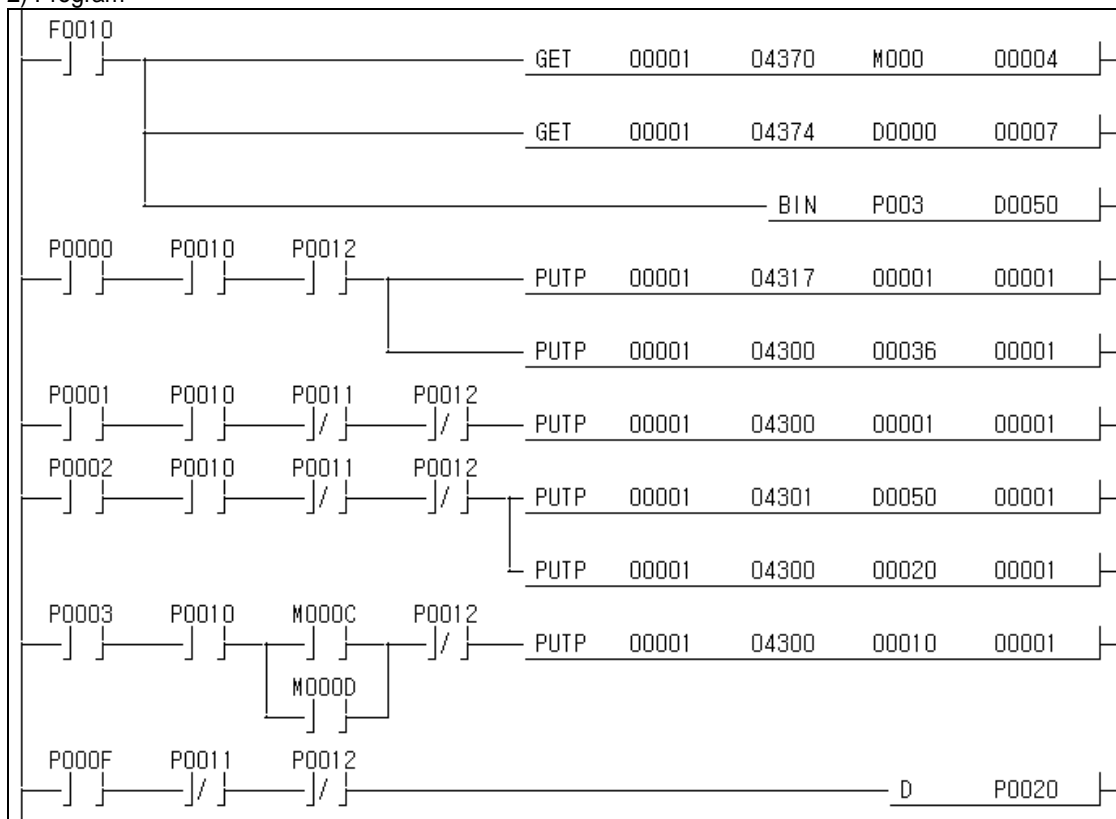 2) Program
F0010
GET 00001 04370 M000 00004
GET 00001 04374 D0000 00007
BIN P003 D0050
P0000 P0010 P0012
PUTP 00001 04317 00001 00001
PUTP 00001 04300 00036 00001
P0001 P0010 P0011 P0012
PUTP 00001 04300 00001 00001
P0002 P0010 P0011 P0012
PUTP 00001 04301 D0050 00001
PUTP 00001 04300 00020 00001
P0003 P0010 M000C P0012
PUTP 00001 04300 00010 00001
M000D
P000F P0011 P0012
D P0020